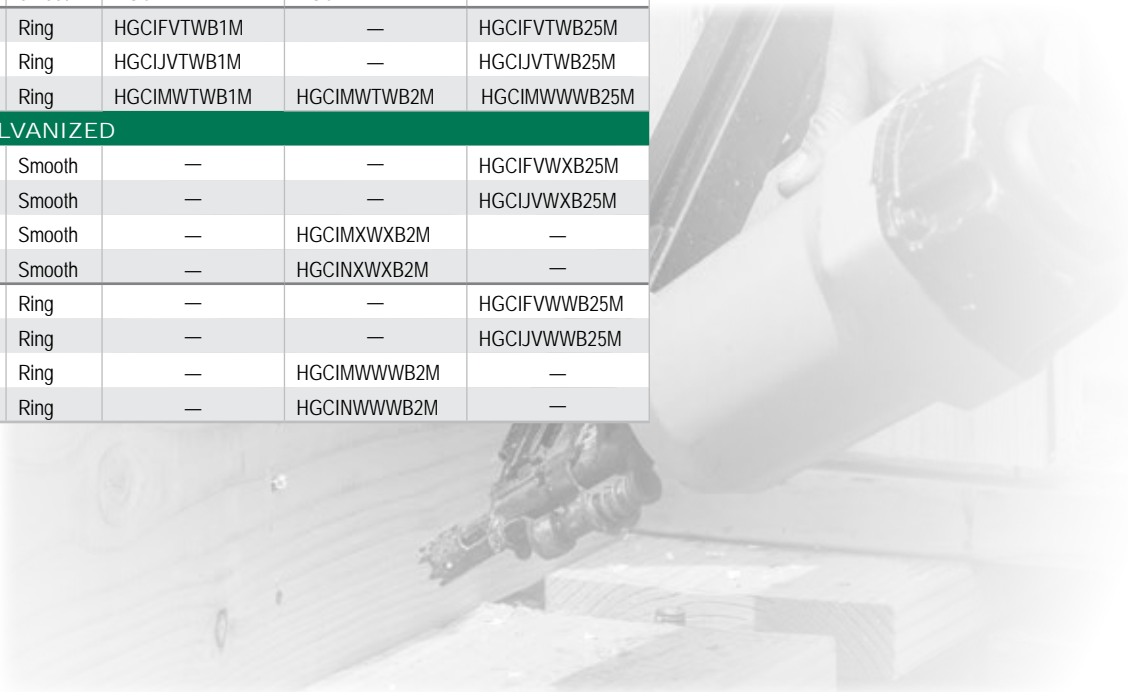 Ring HGCIFVTWB1M — HGCIFVTWB25M
Ring HGCIJVTWB1M — HGCIJVTWB25M
Ring HGCIMWTWB1M HGCIMWTWB2M HGCIMWWWB25M
LVANIZED
Smooth — — HGCIFVWXB25M
Smooth — — HGCIJVWXB25M
Smooth — HGCIMXWXB2M —
Smooth — HGCINXWXB2M —
Ring — — HGCIFVWWB25M
Ring — — HGCIJVWWB25M
Ring — HGCIMWWWB2M —
Ring — HGCINWWWB2M —